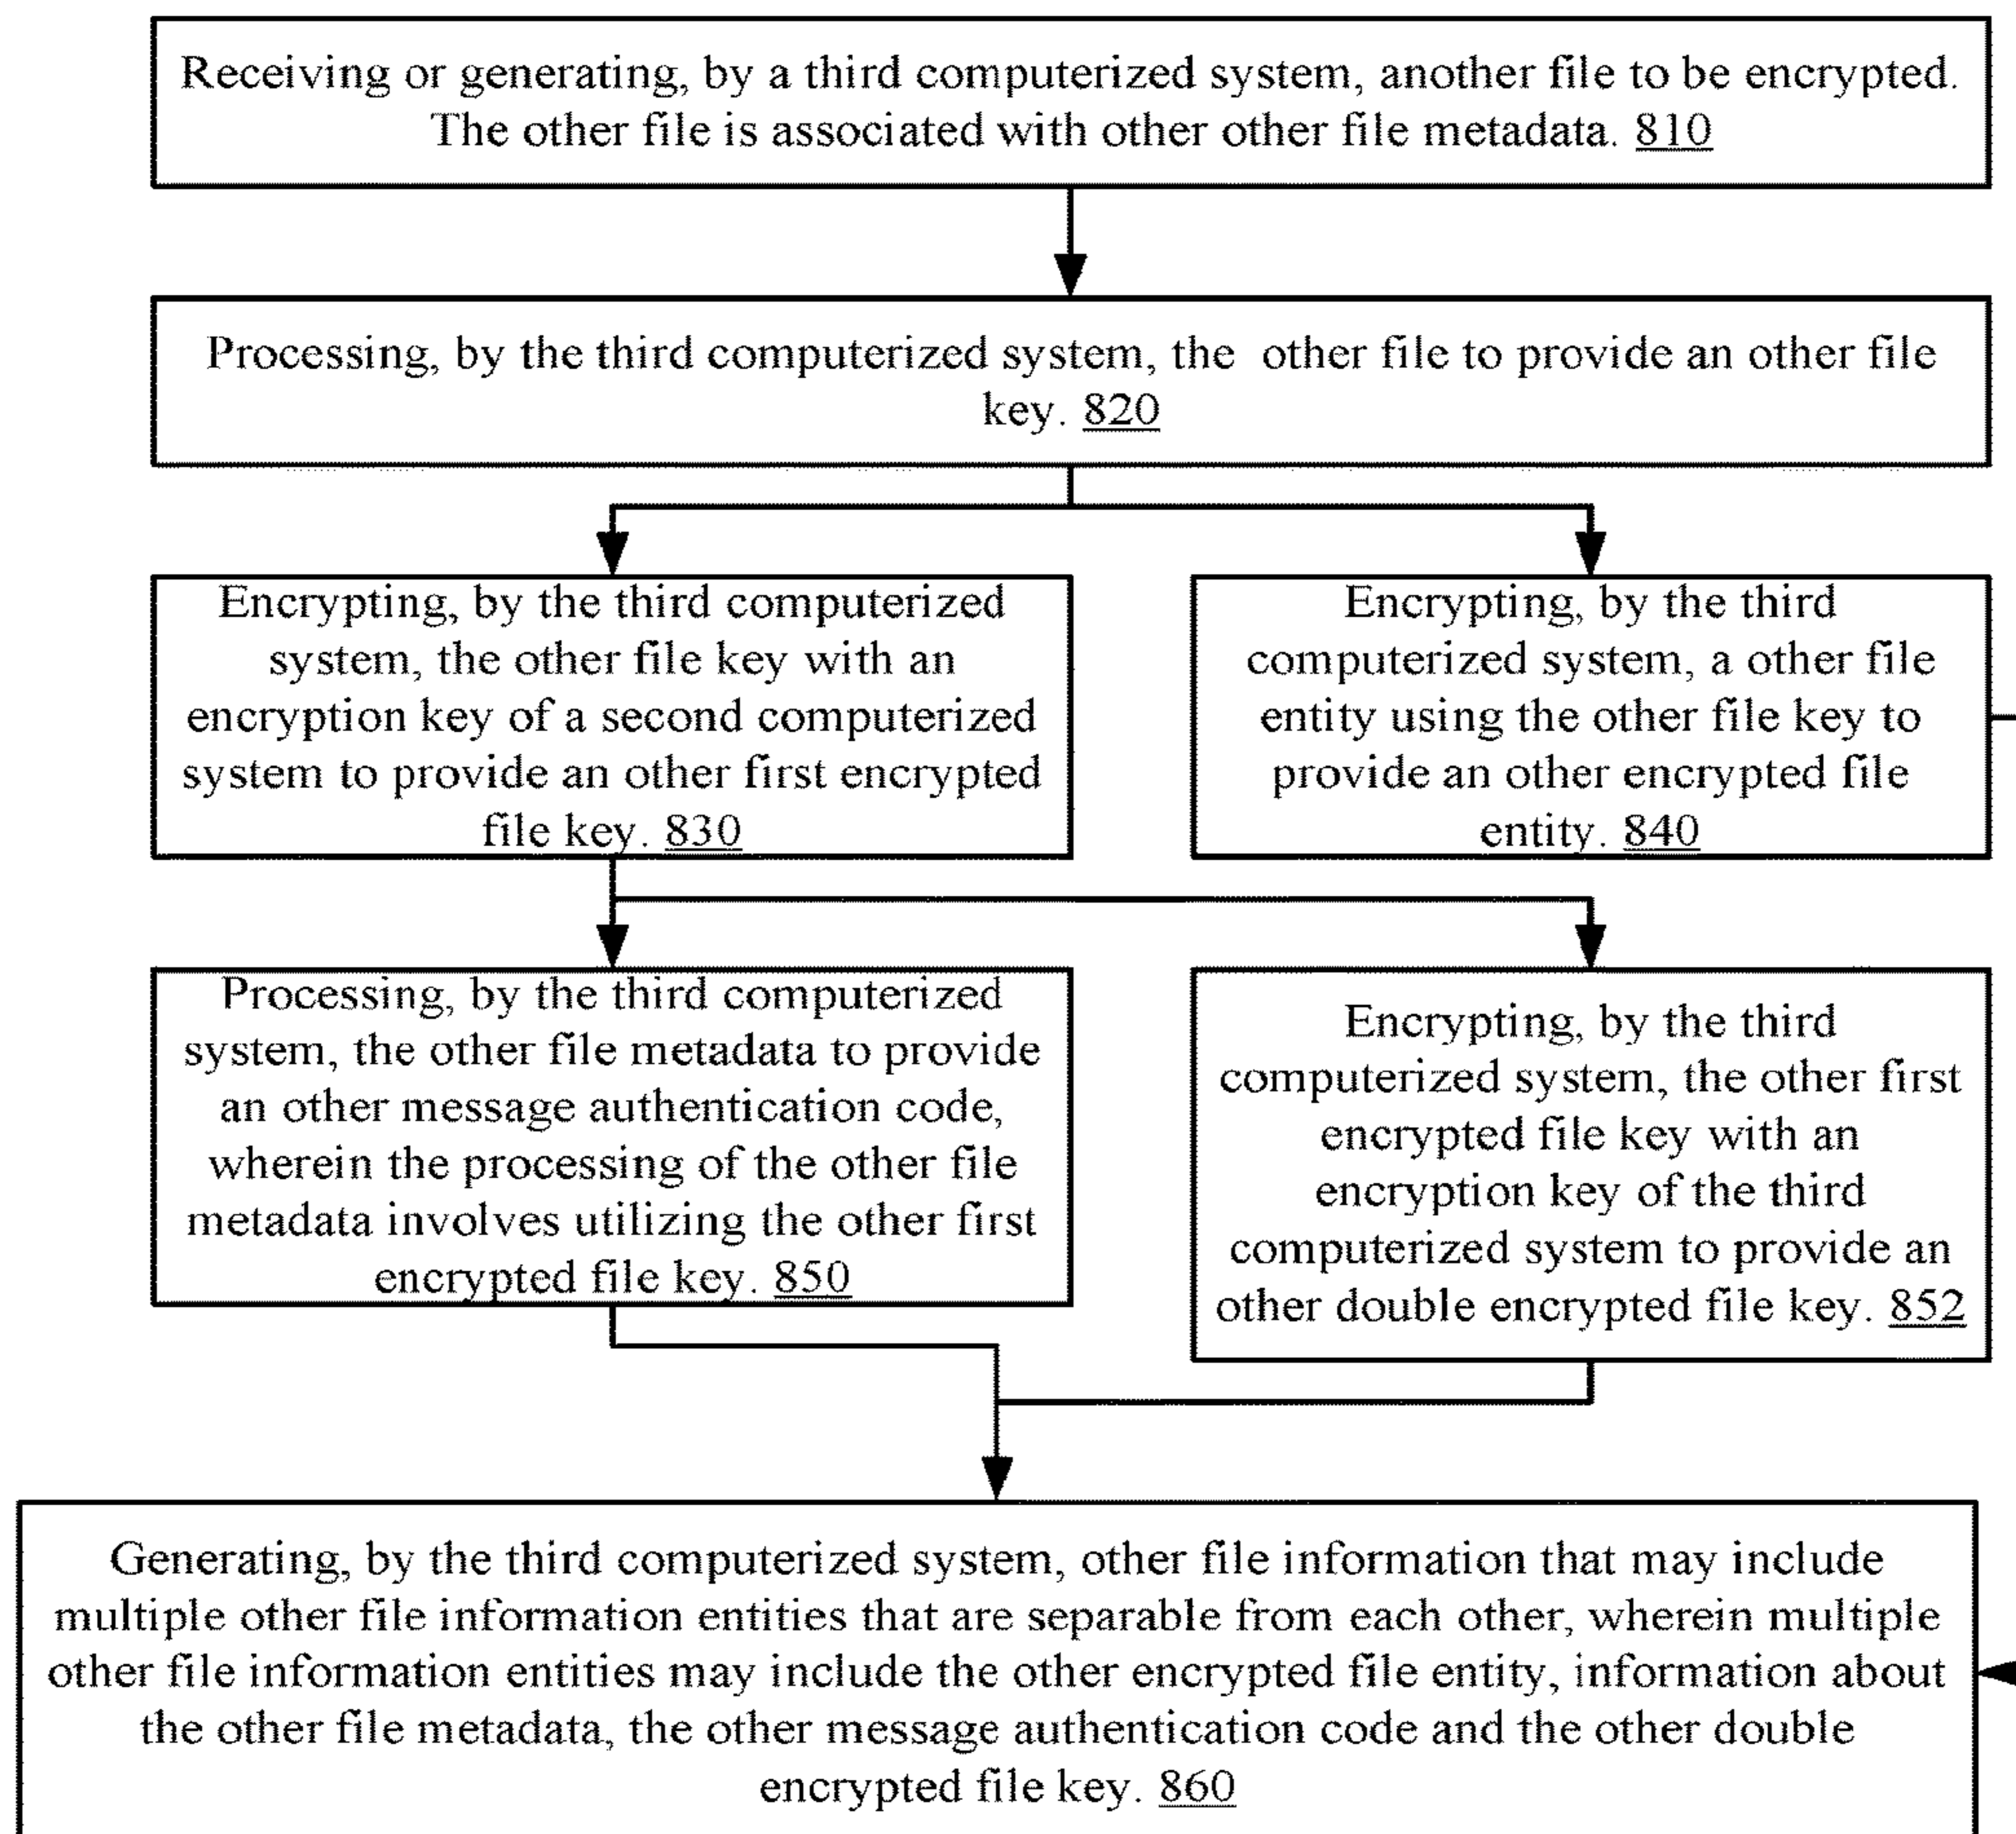 Receiving or generating, by a third computerized system, another file to be encrypted.
The other file is associated with other other file metadata. 810
Processing, by the third computerized system, the other file to provide an other file
key. 820
Encrypting, by the third computerized
system, the other file key with an
encryption key of a second computerized
system to provide an other first encrypted
file key. 830
Encrypting, by the third
computerized system, a other file
entity using the other file key to
provide an other encrypted file
entity. 840
Processing, by the third computerized
system, the other file metadata to provide
an other message authentication code,
wherein the processing of the other file
metadata involves utilizing the other first
encrypted file key. 850
Encrypting, by the third
computerized system, the other first
encrypted file key with an
encryption key of the third
computerized system to provide an
other double encrypted file key. 852
Generating, by the third computerized system, other file information that may include
multiple other file information entities that are separable from each other, wherein multiple
other file information entities may include the other encrypted file entity, information about
the other file metadata, the other message authentication code and the other double
encrypted file key. 860